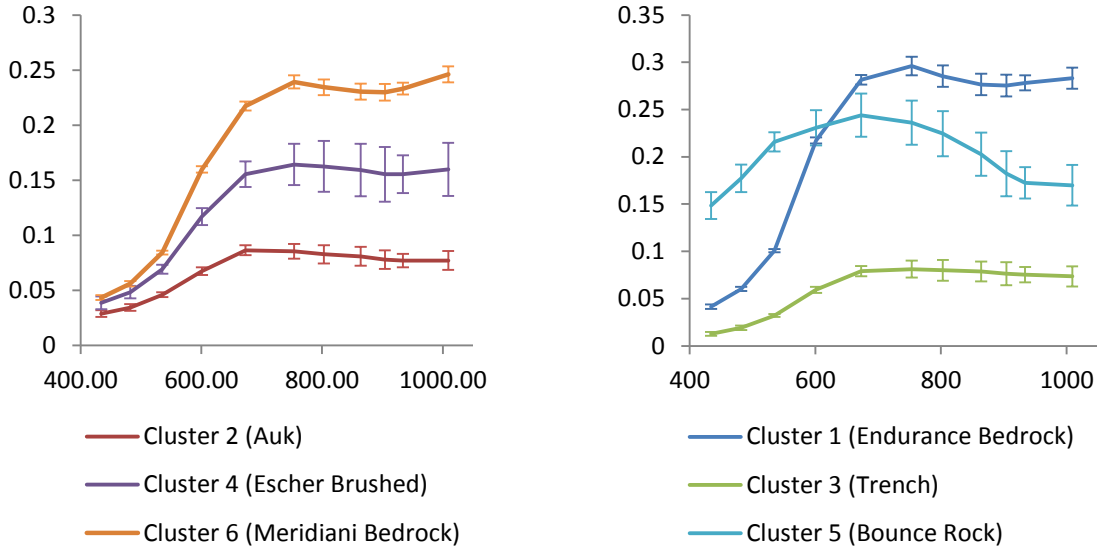 0.3
0.25
0.2
0.15
0.1
0.05
0
400.00 600.00 800.00 1000.00
Cluster 2 (Auk)
Cluster 4 (Escher Brushed)
Cluster 6 (Meridiani Bedrock)
0.35
0.3
0.25
0.2
0.15
0.1
0.05
0
400 600 800 1000
Cluster 1 (Endurance Bedrock)
Cluster 3 (Trench)
Cluster 5 (Bounce Rock)